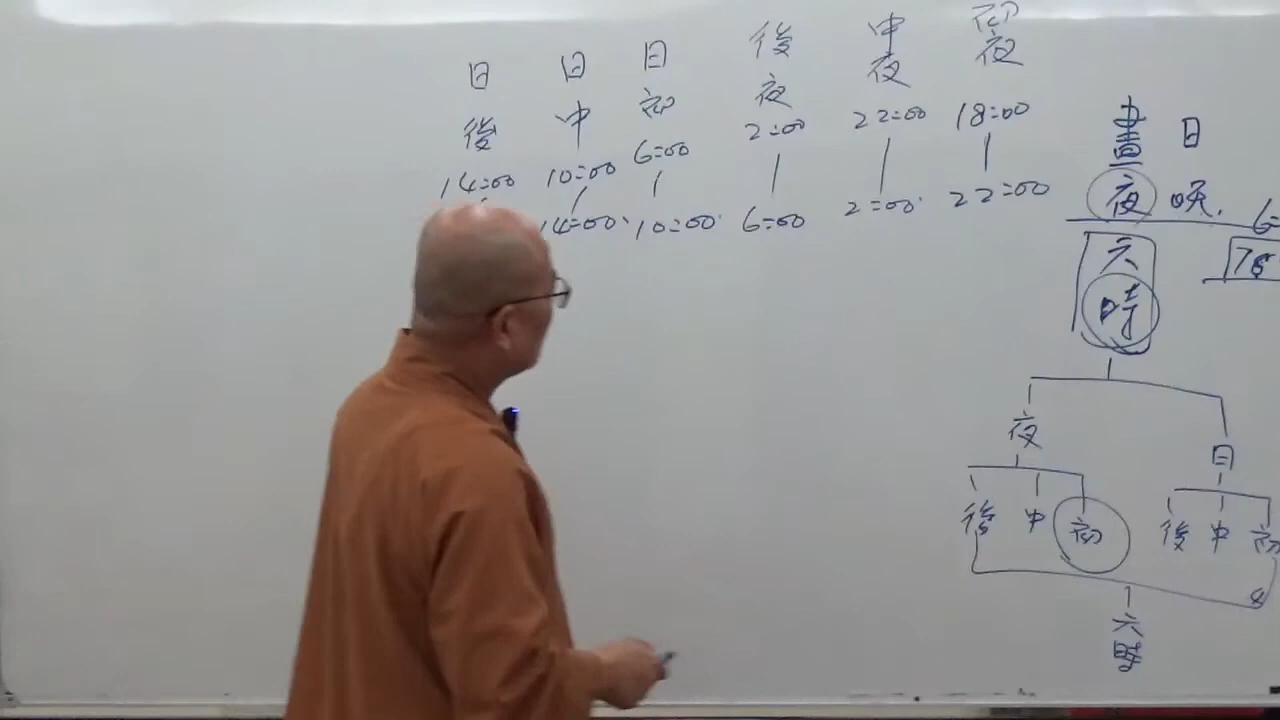 初夜
18:00
22:00
中夜
22:00
2:00
後夜
2:00
6:00
日初
6:00
10:00
日中
10:00
14:00
日後
14:00
晝夜
日
晚
六時
夜
日
初
中
後
初
中
後
六
時